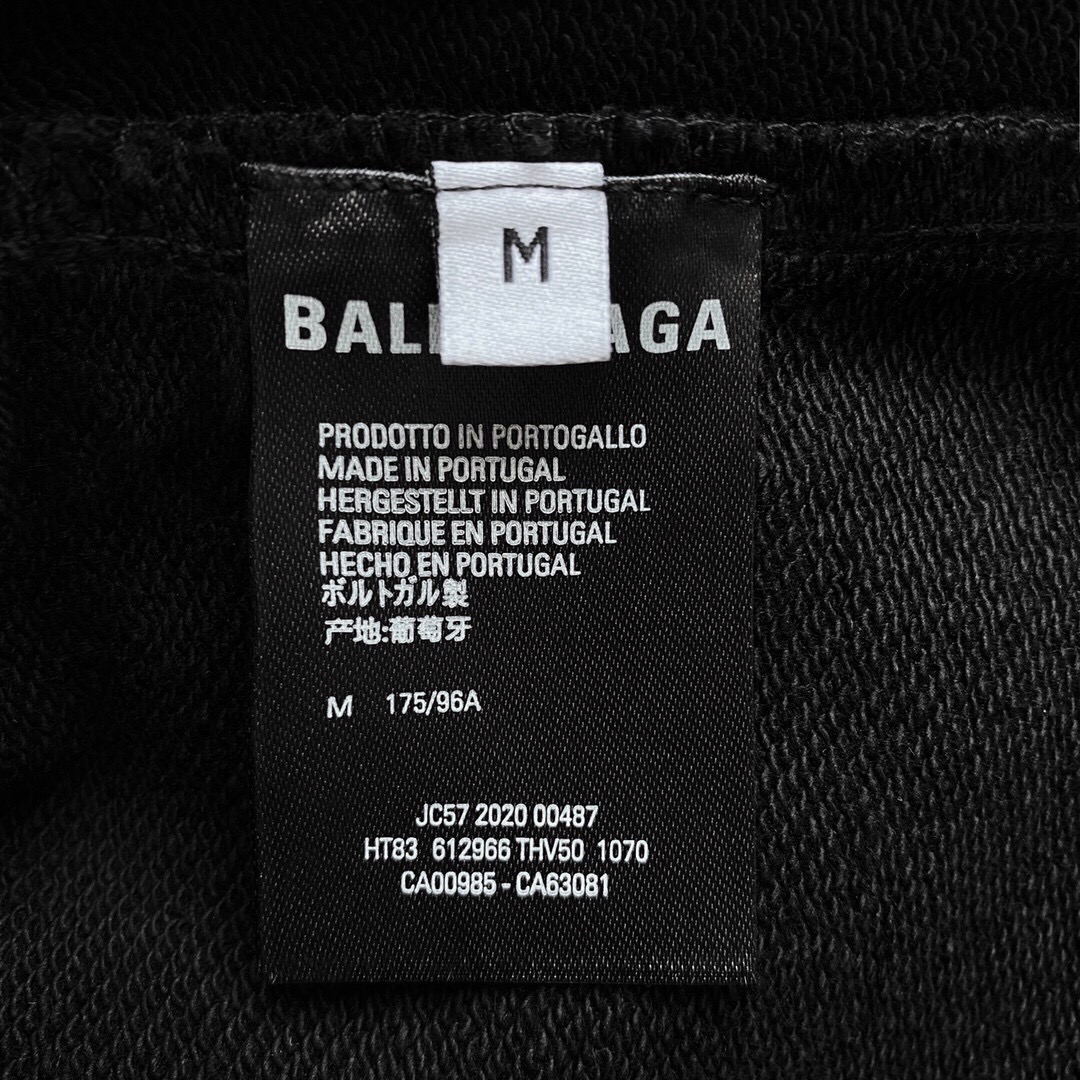 M
BAL AGA
PRODOTTO IN PORTOGALLO
MADE IN PORTUGAL
HERGESTELLT IN PORTUGAL
FABRIQUE EN PORTUGAL
HECHO EN PORTUGAL
ポルトガル製
产地:葡萄牙
M 175/96A
JC57 2020 00487
HT83 612966 THV50 1070
CA00985 - CA63081